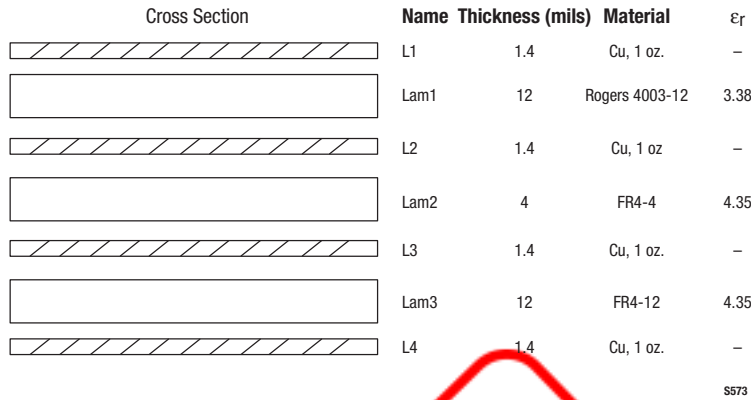 Cross Section Name Thickness (mils) Material εr
L1 1.4 Cu, 1 oz. –
Lam1 12 Rogers 4003-12 3.38
L2 1.4 Cu, 1 oz –
Lam2 4 FR4-4 4.35
L3 1.4 Cu, 1 oz. –
Lam3 12 FR4-12 4.35
L4 1.4 Cu, 1 oz. –
S573